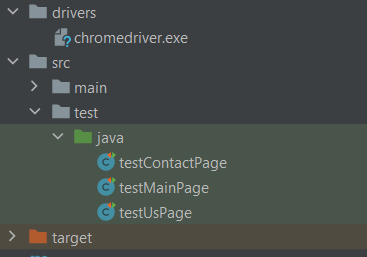 drivers
chromedriver.exe
src
main
test
java
testContactPage
testMainPage
testUsPage
target